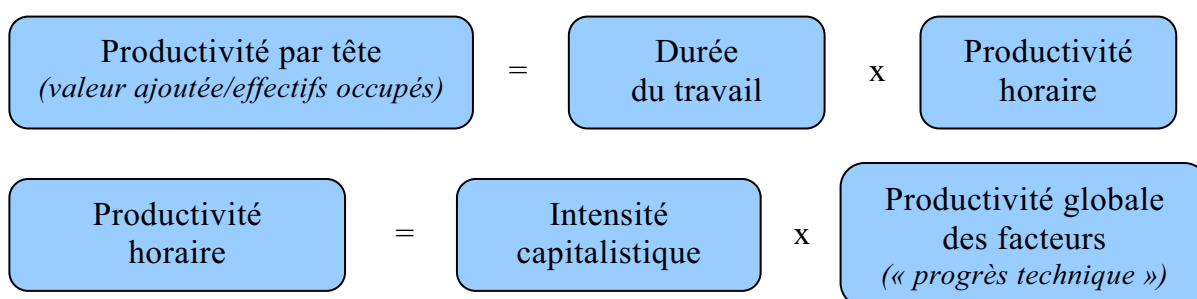 Productivité par tête
(valeur ajoutée/effectifs occupés)
=
Durée
du travail
x
Productivité
horaire
Productivité
horaire
=
Intensité
capitalistique
x
Productivité globale
des facteurs
(« progrès technique »)